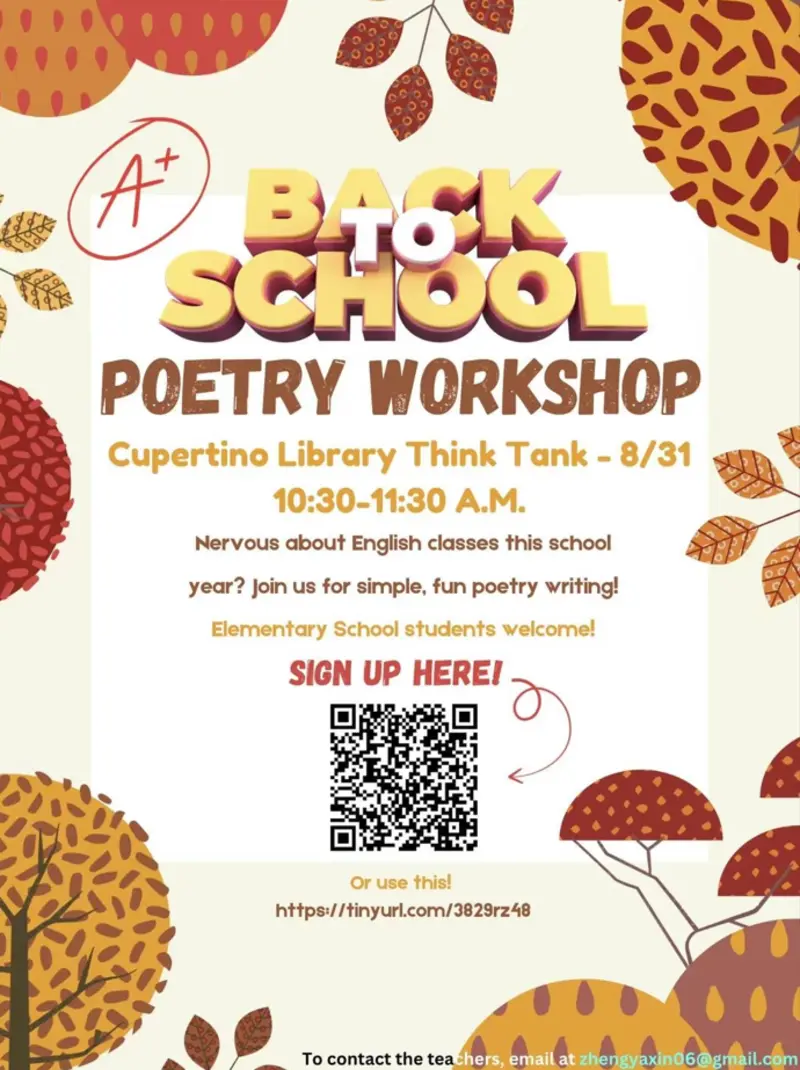 A+
BACK
TO
SCHOOL
POETRY WORKSHOP
Cupertino Library Think Tank - 8/31
10:30-11:30 A.M.
Nervous about English classes this school
year? Join us for simple, fun poetry writing!
Elementary School students welcome!
SIGN UP HERE!
Or use this!
https://tinyurl.com/3829rz48
To contact the teachers, email at zhengyaxin06@gmail.com